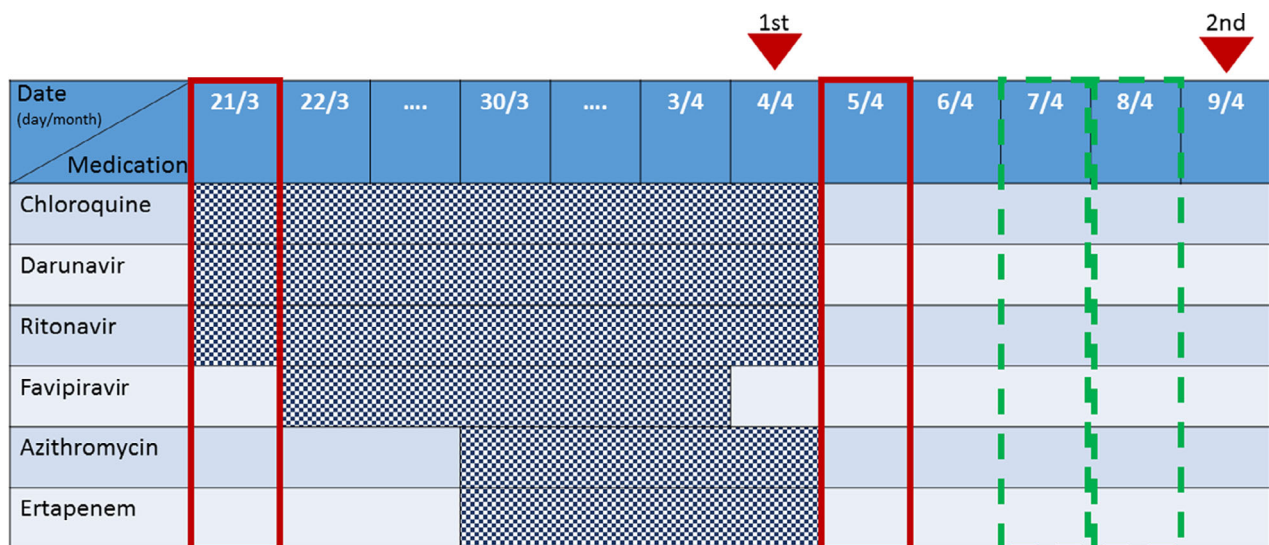 1st 2nd
Date 21/3 22/3 .... 30/3 .... 3/4 4/4 5/4 6/4 7/4 8/4 9/4
(day/month)
Medication
Chloroquine
Darunavir
Ritonavir
Favipiravir
Azithromycin
Ertapenem